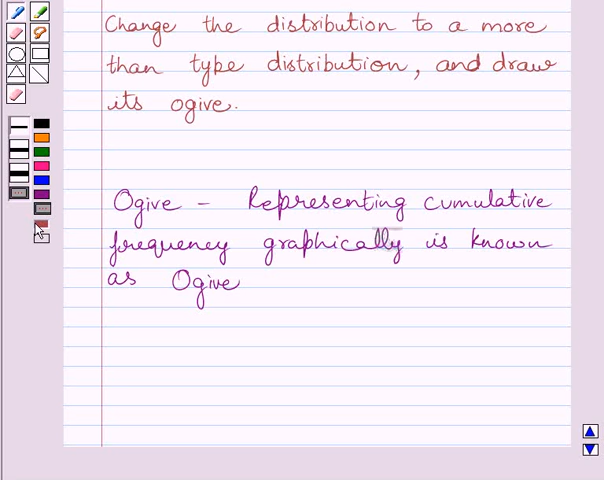 Change the distribution to a more
than type distribution, and draw
its ogive.
Ogive - Representing cumulative
frequency graphically is known
as Ogive